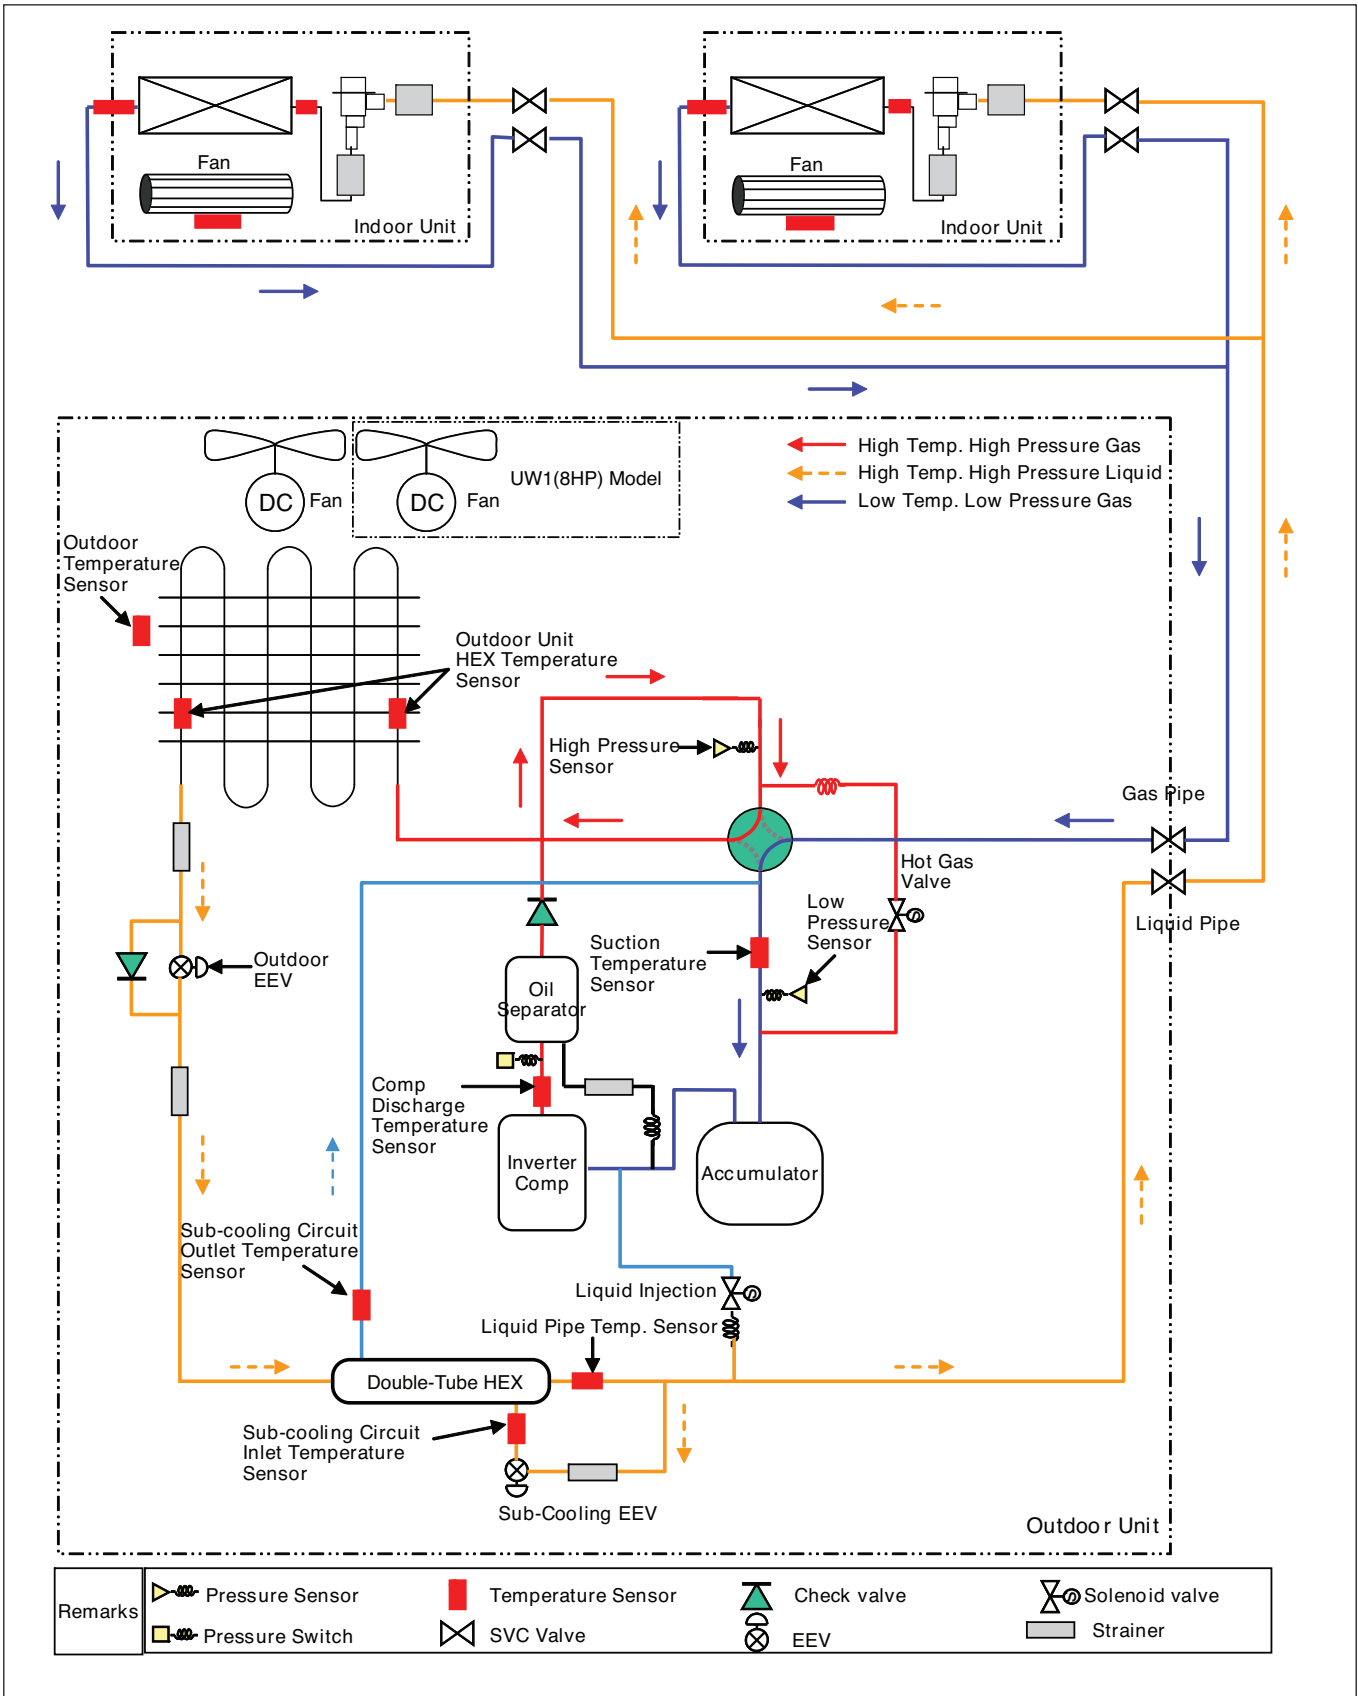 Fan
Indoor Unit
Fan
Indoor Unit
DC
Fan
DC
Fan
UW1(8HP) Model
High Temp. High Pressure Gas
High Temp. High Pressure Liquid
Low Temp. Low Pressure Gas
Outdoor
Temperature
Sensor
Outdoor Unit
HEX Temperature
Sensor
High Pressure
Sensor
Gas Pipe
Hot Gas
Valve
Low
Pressure
Sensor
Liquid Pipe
Suction
Temperature
Sensor
Outdoor
EEV
Oil
Separator
Comp
Discharge
Temperature
Sensor
Inverter
Comp
Accumulator
Sub-cooling Circuit
Outlet Temperature
Sensor
Liquid Injection
Liquid Pipe Temp. Sensor
Double-Tube HEX
Sub-cooling Circuit
Inlet Temperature
Sensor
Sub-Cooling EEV
Outdoor Unit
Remarks
Pressure Sensor
Temperature Sensor
Check valve
Solenoid valve
Pressure Switch
SVC Valve
EEV
Strainer